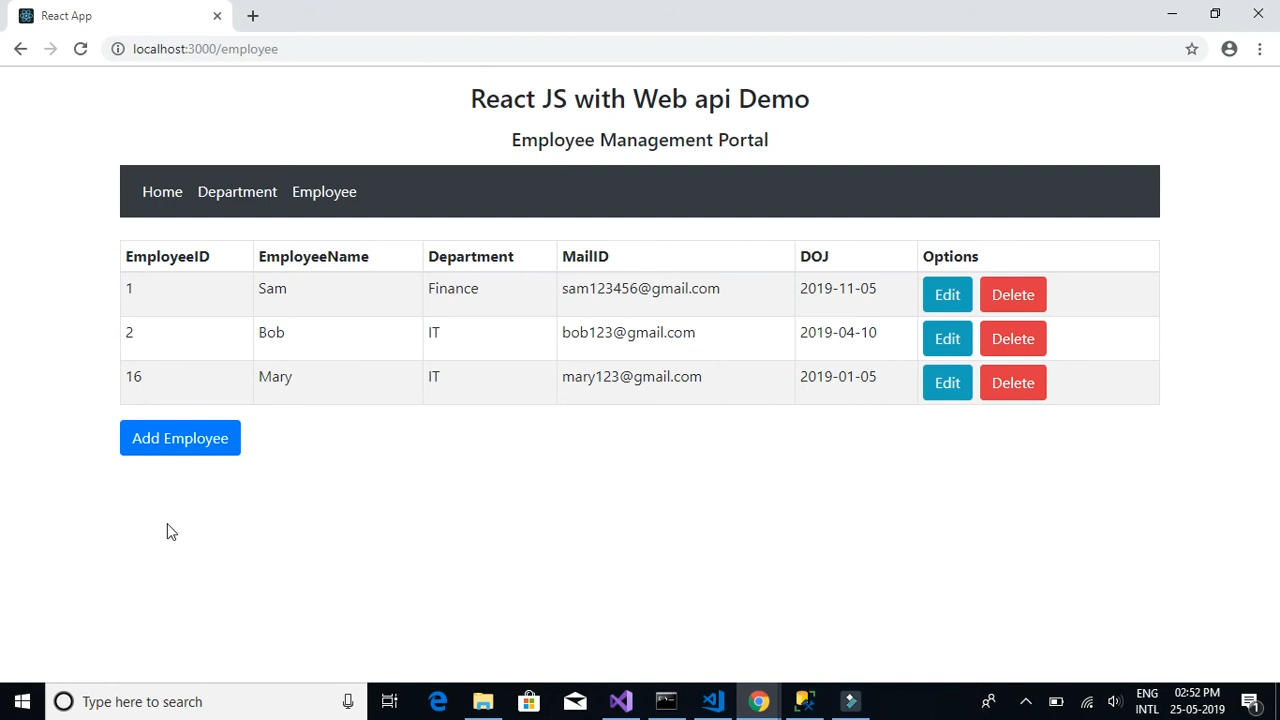 React App
localhost:3000/employee
React JS with Web api Demo
Employee Management Portal
Home Department Employee
EmployeeID EmployeeName Department MailID DOJ Options
1 Sam Finance sam123456@gmail.com 2019-11-05 Edit Delete
2 Bob IT bob123@gmail.com 2019-04-10 Edit Delete
16 Mary IT mary123@gmail.com 2019-01-05 Edit Delete
Add Employee
Type here to search
ENG 02:52 PM
INTL 25-05-2019
1